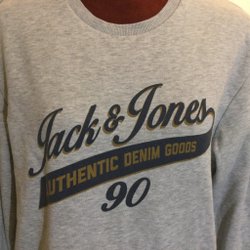 Jack & Jones
AUTHENTIC DENIM GOODS
90